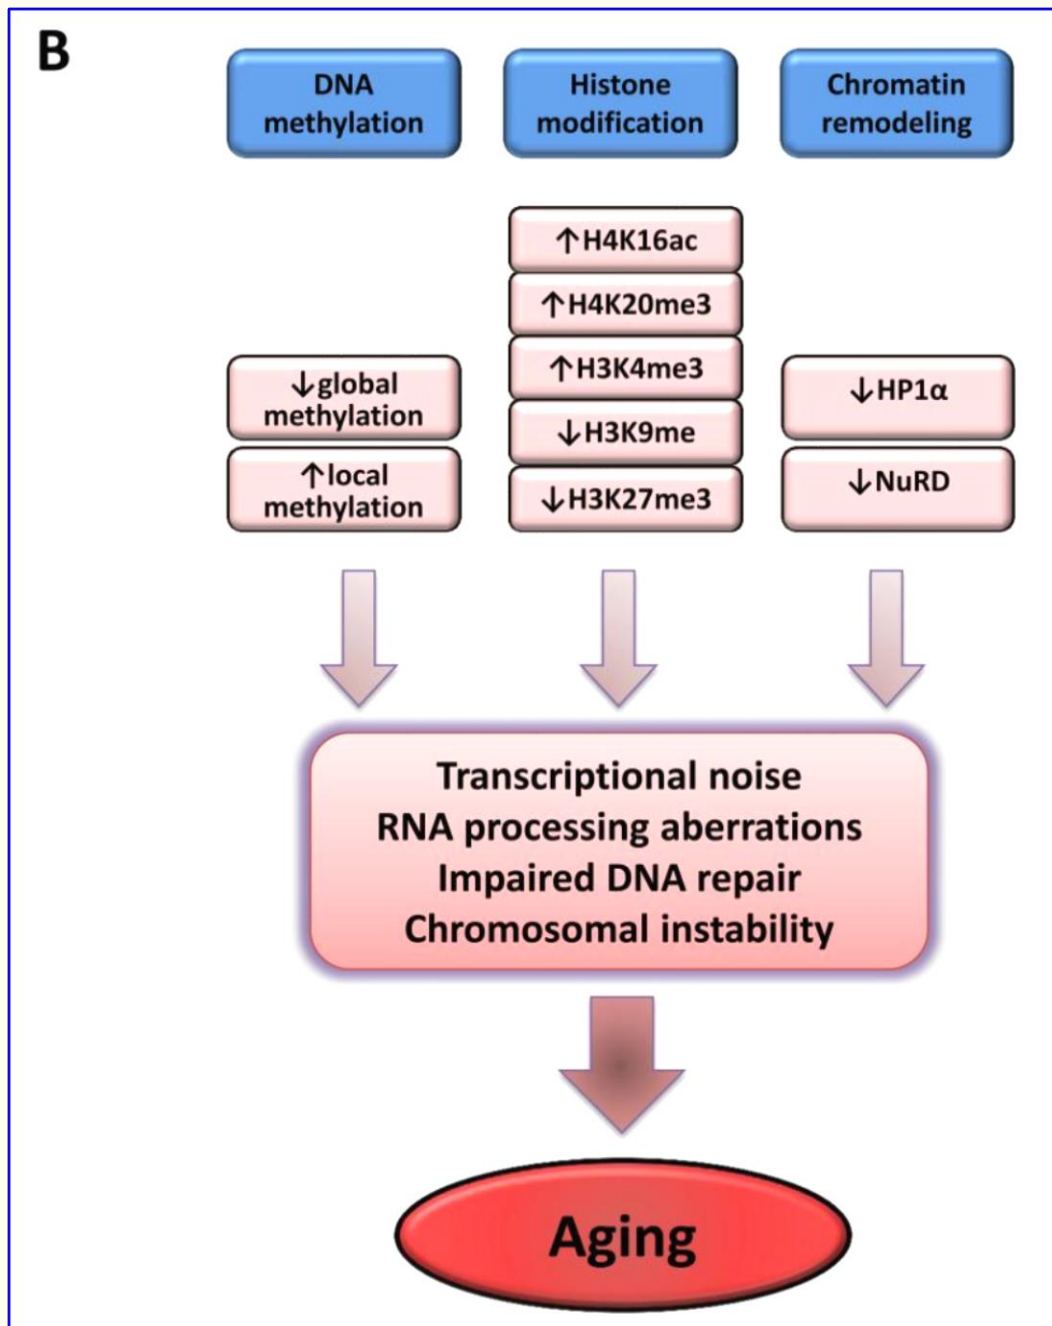 B
DNA
methylation
Histone
modification
Chromatin
remodeling
↓global
methylation
↑local
methylation
↑H4K16ac
↑H4K20me3
↑H3K4me3
↓H3K9me
↓H3K27me3
↓HP1α
↓NuRD
Transcriptional noise
RNA processing aberrations
Impaired DNA repair
Chromosomal instability
Aging